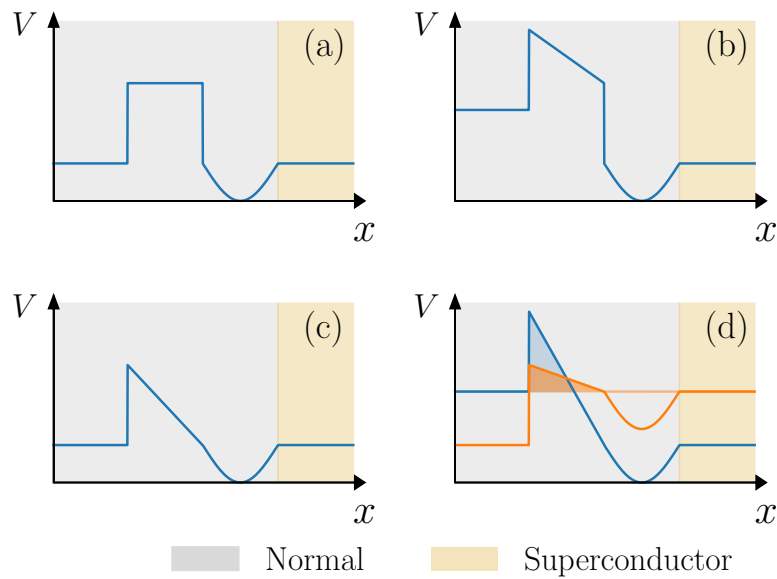 V (a) V (b)
x x
V (c) V (d)
x x
Normal Superconductor